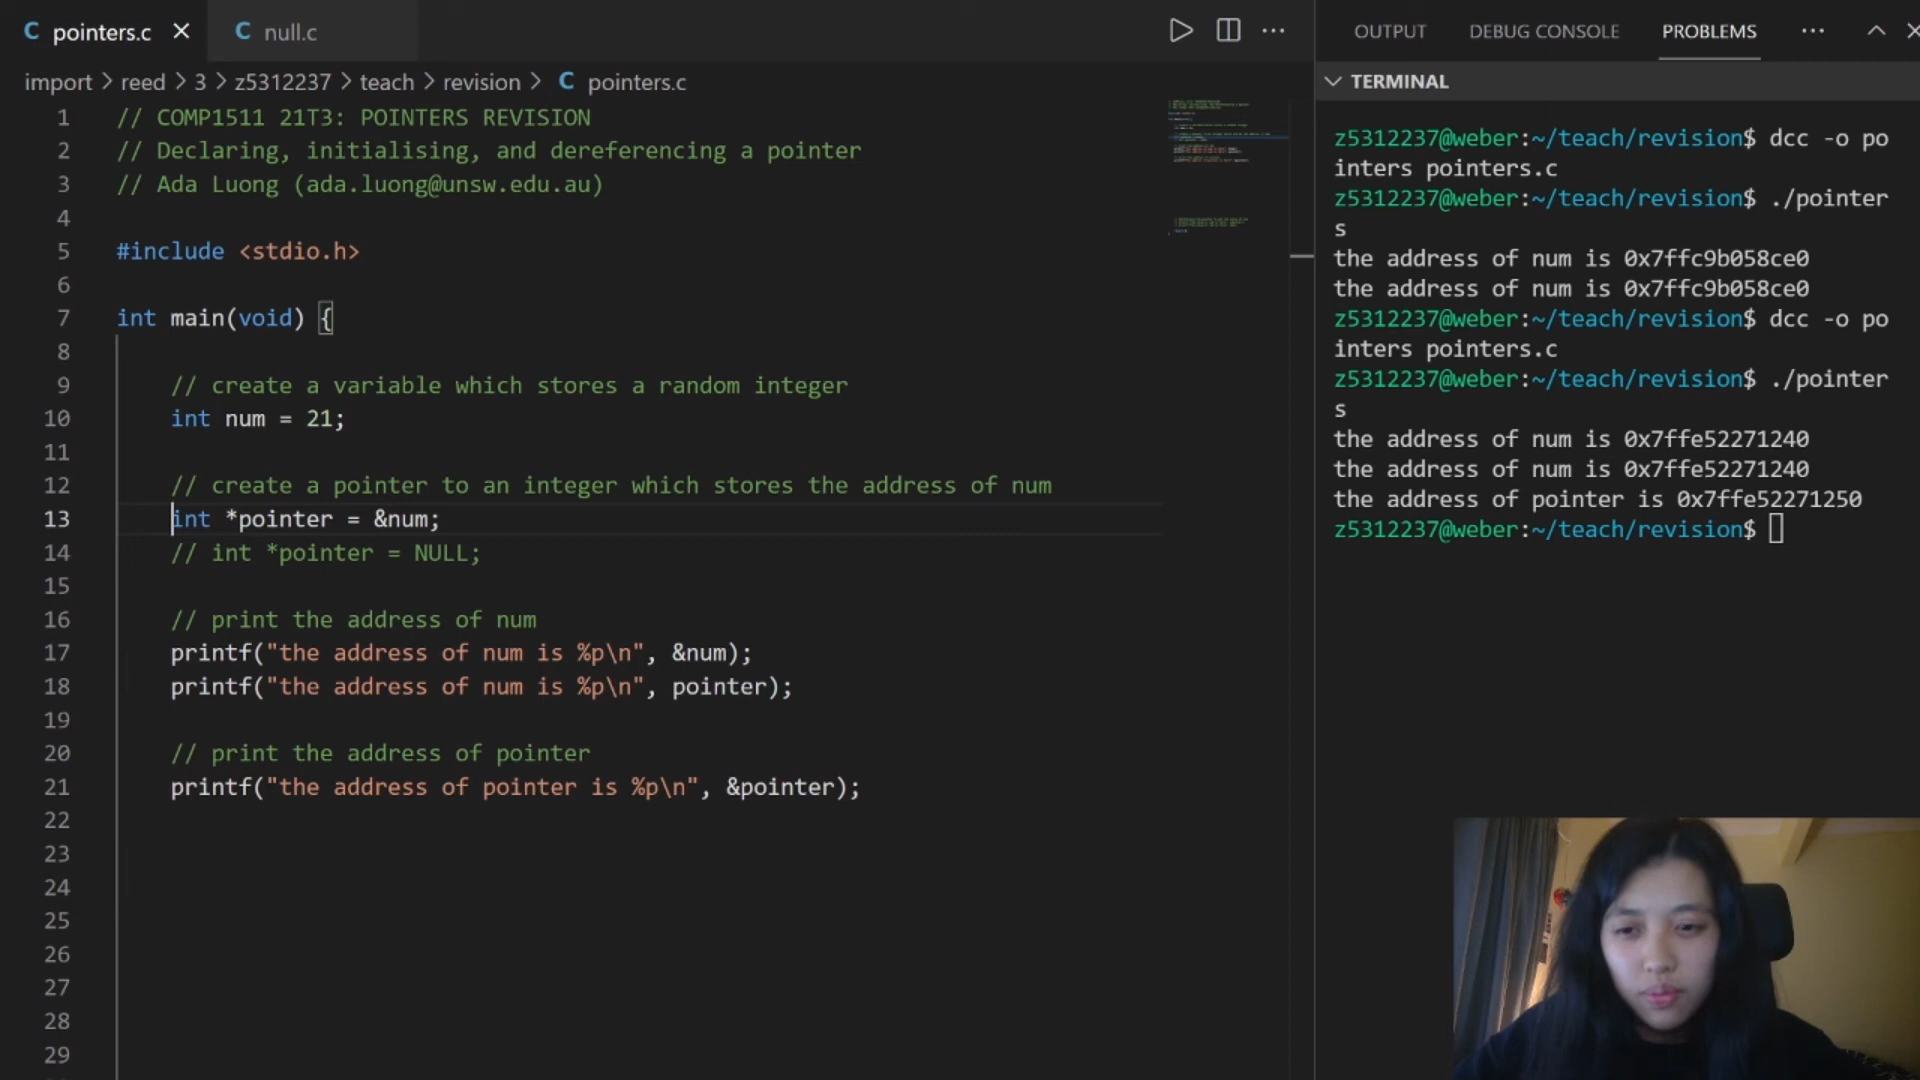 C pointers.c ×
C null.c
import > reed > 3 > z5312237 > teach > revision > C pointers.c
1 // COMP1511 21T3: POINTERS REVISION
2 // Declaring, initialising, and dereferencing a pointer
3 // Ada Luong (ada.luong@unsw.edu.au)
4
5 #include <stdio.h>
6
7 int main(void) {
8
9 // create a variable which stores a random integer
10 int num = 21;
11
12 // create a pointer to an integer which stores the address of num
13 int *pointer = &num;
14 // int *pointer = NULL;
15
16 // print the address of num
17 printf("the address of num is %p\n", &num);
18 printf("the address of num is %p\n", pointer);
19
20 // print the address of pointer
21 printf("the address of pointer is %p\n", &pointer);
22
23
24
25
26
27
28
29
OUTPUT DEBUG CONSOLE PROBLEMS ···
TERMINAL
z5312237@weber:~/teach/revision$ dcc -o po
inters pointers.c
z5312237@weber:~/teach/revision$ ./pointer
s
the address of num is 0x7ffc9b058ce0
the address of num is 0x7ffc9b058ce0
z5312237@weber:~/teach/revision$ dcc -o po
inters pointers.c
z5312237@weber:~/teach/revision$ ./pointer
s
the address of num is 0x7ffe52271240
the address of num is 0x7ffe52271240
the address of pointer is 0x7ffe52271250
z5312237@weber:~/teach/revision$